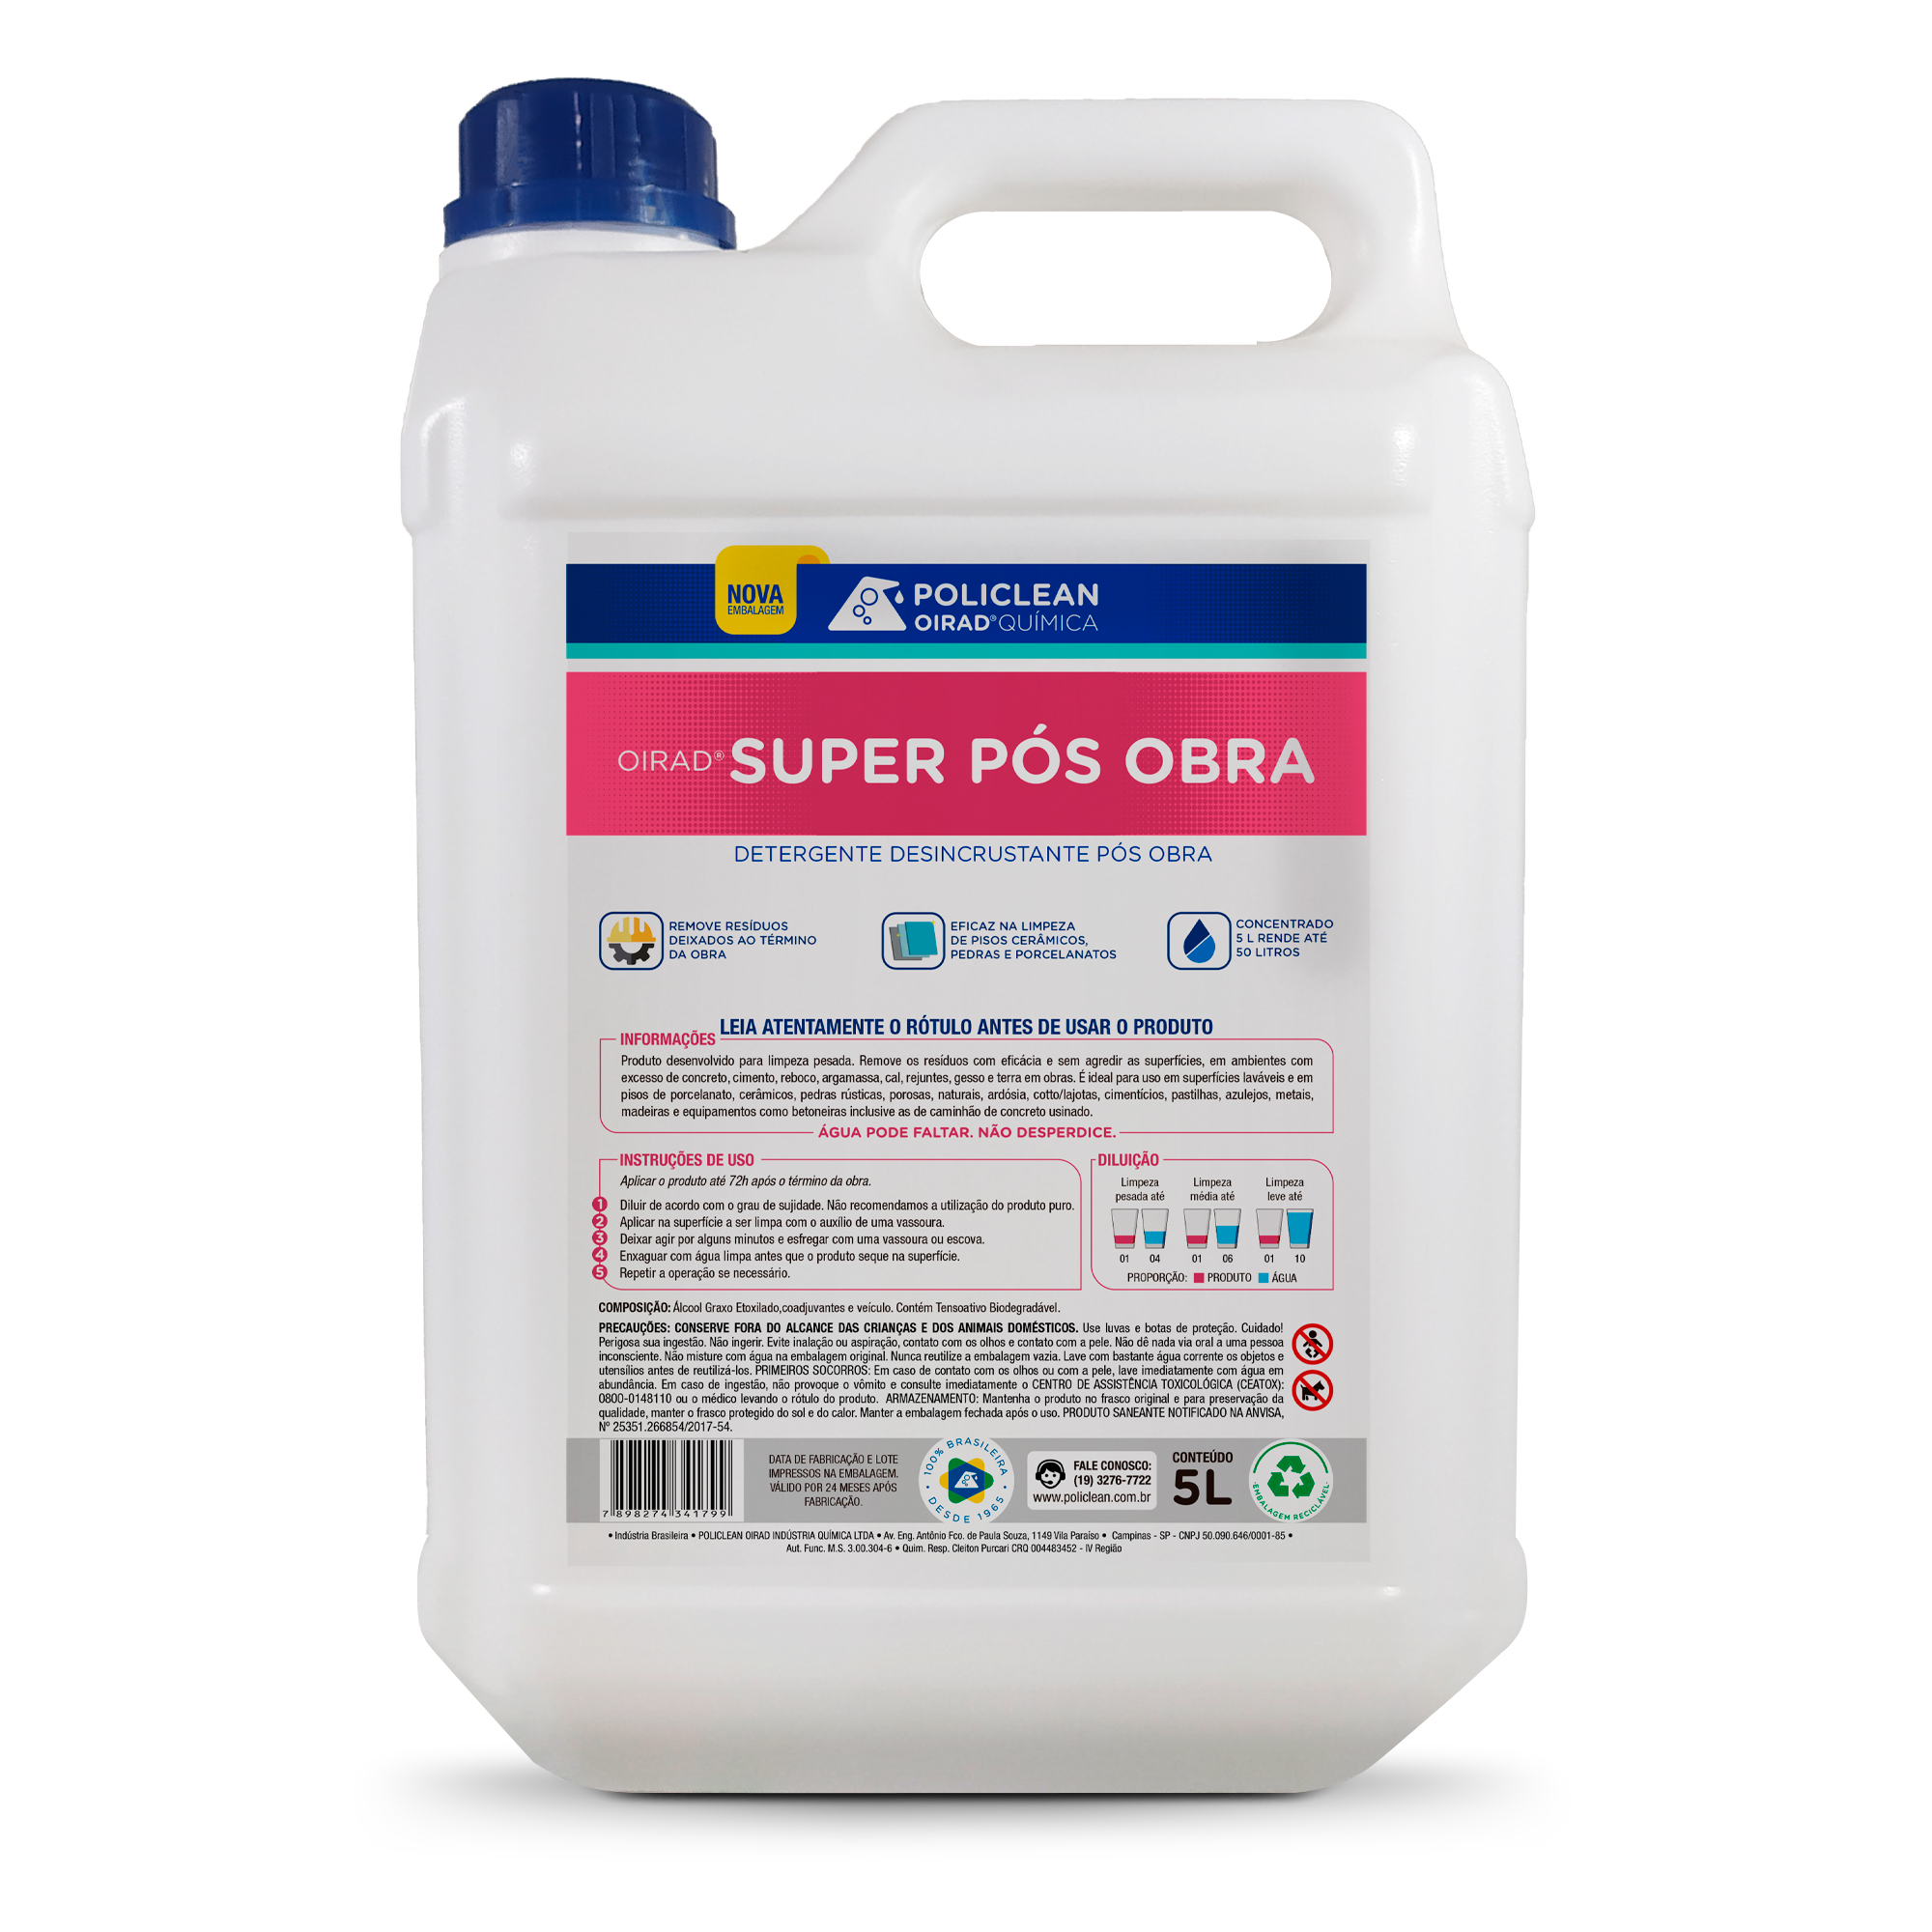 NOVA
EMBALAGEM
POLICLEAN
OIRAD® QUÍMICA
OIRAD® SUPER PÓS OBRA
DETERGENTE DESINCRUSTANTE PÓS OBRA
REMOVE RESÍDUOS
DEIXADOS AO TÉRMINO
DA OBRA
EFICAZ NA LIMPEZA
DE PISOS CERÂMICOS,
PEDRAS E PORCELANATOS
CONCENTRADO
5 L RENDE ATÉ
50 LITROS
LEIA ATENTAMENTE O RÓTULO ANTES DE USAR O PRODUTO
INFORMAÇÕES
Produto desenvolvido para limpeza pesada. Remove os resíduos com eficácia e sem agredir as superfícies, em ambientes com
excesso de concreto, cimento, reboco, argamassa, cal, rejuntes, gesso e terra em obras. É ideal para uso em superfícies laváveis e em
pisos de porcelanato, cerâmicos, pedras rústicas, porosas, naturais, ardósia, cotto/lajotas, cimentícios, pastilhas, azulejos, metais,
madeiras e equipamentos como betoneiras inclusive as de caminhão de concreto usinado.
ÁGUA PODE FALTAR. NÃO DESPERDICE.
INSTRUÇÕES DE USO
Aplicar o produto até 72h após o término da obra.
1 Diluir de acordo com o grau de sujidade. Não recomendamos a utilização do produto puro.
2 Aplicar na superfície a ser limpa com o auxílio de uma vassoura.
3 Deixar agir por alguns minutos e esfregar com uma vassoura ou escova.
4 Enxaguar com água limpa antes que o produto seque na superfície.
5 Repetir a operação se necessário.
DILUIÇÃO
Limpeza
pesada até
Limpeza
média até
Limpeza
leve até
01 04 01 06 01 10
PROPORÇÃO: PRODUTO ÁGUA
COMPOSIÇÃO: Álcool Graxo Etoxilado,coadjuvantes e veículo. Contém Tensoativo Biodegradável.
PRECAUÇÕES: CONSERVE FORA DO ALCANCE DAS CRIANÇAS E DOS ANIMAIS DOMÉSTICOS. Use luvas e botas de proteção. Cuidado!
Perigosa sua ingestão. Não ingerir. Evite inalação ou aspiração, contato com os olhos e contato com a pele. Não dê nada via oral a uma pessoa
inconsciente. Não misture com água na embalagem original. Nunca reutilize a embalagem vazia. Lave com bastante água corrente os objetos e
utensílios antes de reutilizá-los. PRIMEIROS SOCORROS: Em caso de contato com os olhos ou com a pele, lave imediatamente com água em
abundância. Em caso de ingestão, não provoque o vômito e consulte imediatamente o CENTRO DE ASSISTÊNCIA TOXICOLÓGICA (CEATOX):
0800-0148110 ou o médico levando o rótulo do produto. ARMAZENAMENTO: Mantenha o produto no frasco original e para preservação da
qualidade, manter o frasco protegido do sol e do calor. Manter a embalagem fechada após o uso. PRODUTO SANEANTE NOTIFICADO NA ANVISA,
Nº 25351.266854/2017-54.
7 898274 341799
DATA DE FABRICAÇÃO E LOTE
IMPRESSOS NA EMBALAGEM.
VÁLIDO POR 24 MESES APÓS
FABRICAÇÃO.
100% BRASILEIRA
• DESDE 1965 •
FALE CONOSCO:
(19) 3276-7722
www.policlean.com.br
CONTEÚDO
5L
EMBALAGEM RECICLÁVEL
• Indústria Brasileira • POLICLEAN OIRAD INDÚSTRIA QUÍMICA LTDA • Av. Eng. Antônio Fco. de Paula Souza, 1149 Vila Paraíso • Campinas - SP - CNPJ 50.090.646/0001-85 •
Aut. Func. M.S. 3.00.304-6 • Quim. Resp. Cleiton Purcari CRQ 004483452 - IV Região